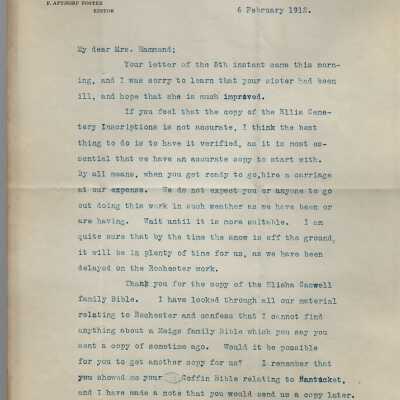 F. APTHORP FOSTER
EDITOR
6 February 1912.
My dear Mrs. Hammond;
Your letter of the 5th instant came this morn-
ing, and I was sorry to learn that your sister had been
ill, and hope that she is much improved.
If you feel that the copy of the Ellis Ceme-
tery Inscriptions is not accurate, I think the best
thing to do is to have it verified, as it is most es-
sential that we have an accurate copy to start with.
By all means, when you get ready to go, hire a carriage
at our expense. We do not expect you or anyone to go
out doing this work in such weather as we have been or
are having. Wait until it is more suitable. I am
quite sure that by the time the snow is off the ground,
it will be in plenty of time for us, as we have been
delayed on the Rochester work.
Thank you for the copy of the Elisha Caswell
family Bible. I have looked through all our material
relating to Rochester and confess that I cannot find
anything about a Meigs family Bible which you say you
sent a copy of sometime ago. Would it be possible
for you to get another copy for us? I remember that
you showed me your Coffin Bible relating to Nantucket,
and I have made a note that you would send us a copy later.